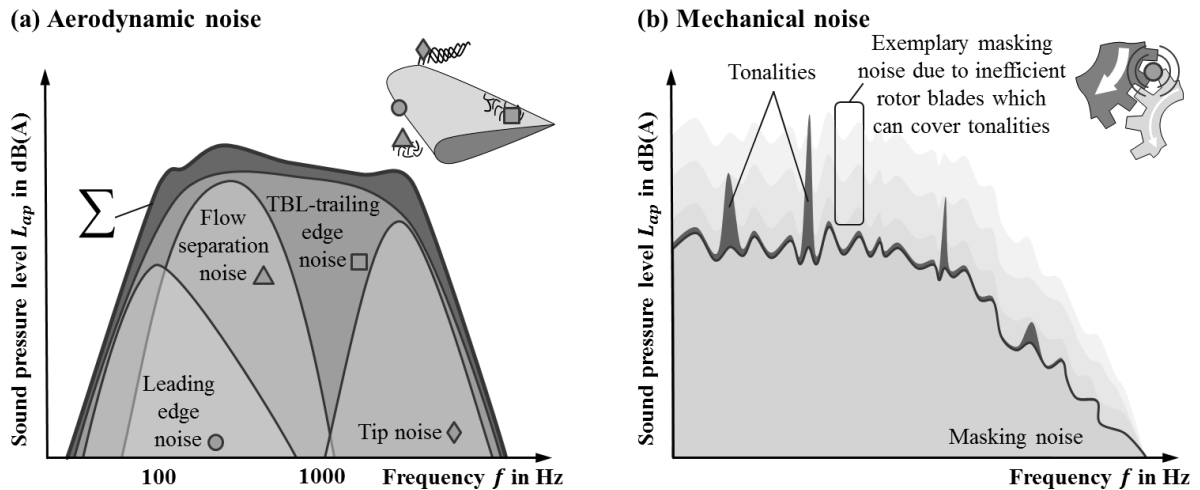 (a) Aerodynamic noise
Sound pressure level L_ap in dB(A)
∑
Flow
separation
noise
TBL-trailing
edge
noise
Leading
edge
noise
Tip noise
100
1000
Frequency f in Hz
(b) Mechanical noise
Sound pressure level L_ap in dB(A)
Tonalities
Exemplary masking
noise due to inefficient
rotor blades which
can cover tonalities
Masking noise
Frequency f in Hz